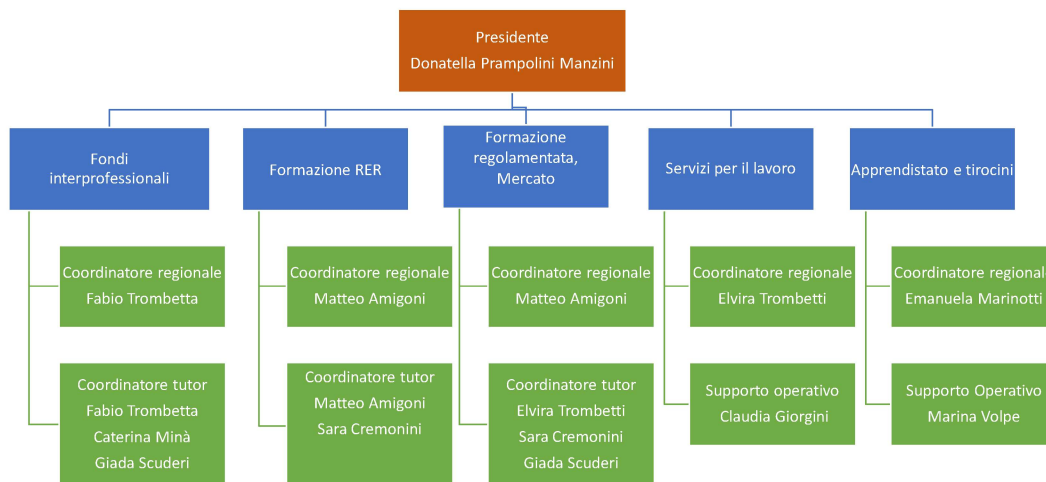 Presidente
Donatella Prampolini Manzini
Fondi
interprofessionali
Formazione RER
Formazione
regolamentata,
Mercato
Servizi per il lavoro
Apprendistato e tirocini
Coordinatore regionale
Fabio Trombetta
Coordinatore regionale
Matteo Amigoni
Coordinatore regionale
Matteo Amigoni
Coordinatore regionale
Elvira Trombetti
Coordinatore regionale
Emanuela Marinotti
Coordinatore tutor
Fabio Trombetta
Caterina Minà
Giada Scuderi
Coordinatore tutor
Matteo Amigoni
Sara Cremonini
Coordinatore tutor
Elvira Trombetti
Sara Cremonini
Giada Scuderi
Supporto operativo
Claudia Giorgini
Supporto Operativo
Marina Volpe